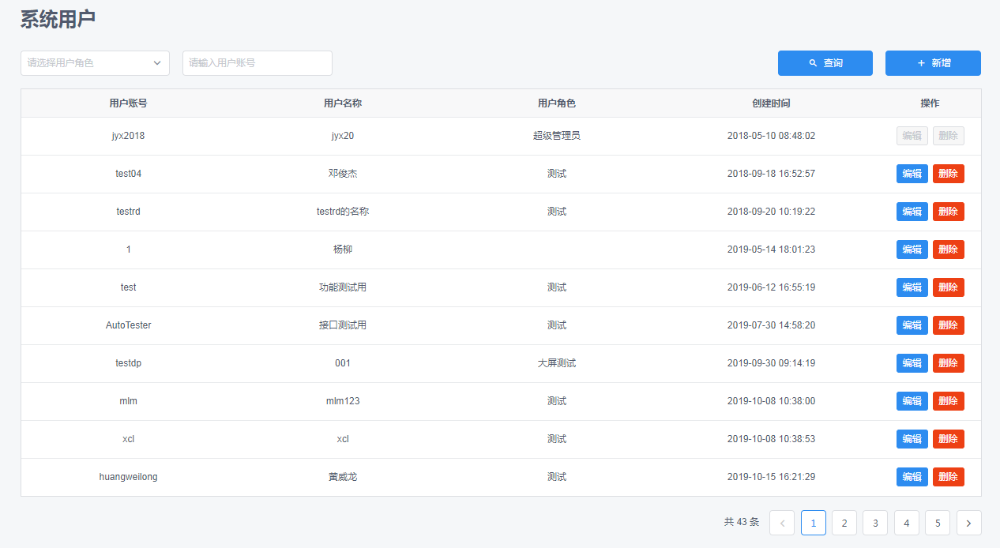 系统用户
请选择用户角色 请输入用户账号 查询 + 新增
用户账号 用户名称 用户角色 创建时间 操作
jyx2018 jyx20 超级管理员 2018-05-10 08:48:02 编辑 删除
test04 邓俊杰 测试 2018-09-18 16:52:57 编辑 删除
testrd testrd的名称 测试 2018-09-20 10:19:22 编辑 删除
1 杨柳 2019-05-14 18:01:23 编辑 删除
test 功能测试用 测试 2019-06-12 16:55:19 编辑 删除
AutoTester 接口测试用 测试 2019-07-30 14:58:20 编辑 删除
testdp 001 大屏测试 2019-09-30 09:14:19 编辑 删除
mlm mlm123 测试 2019-10-08 10:38:00 编辑 删除
xcl xcl 测试 2019-10-08 10:38:53 编辑 删除
huangweilong 黄威龙 测试 2019-10-15 16:21:29 编辑 删除
共 43 条 < 1 2 3 4 5 >